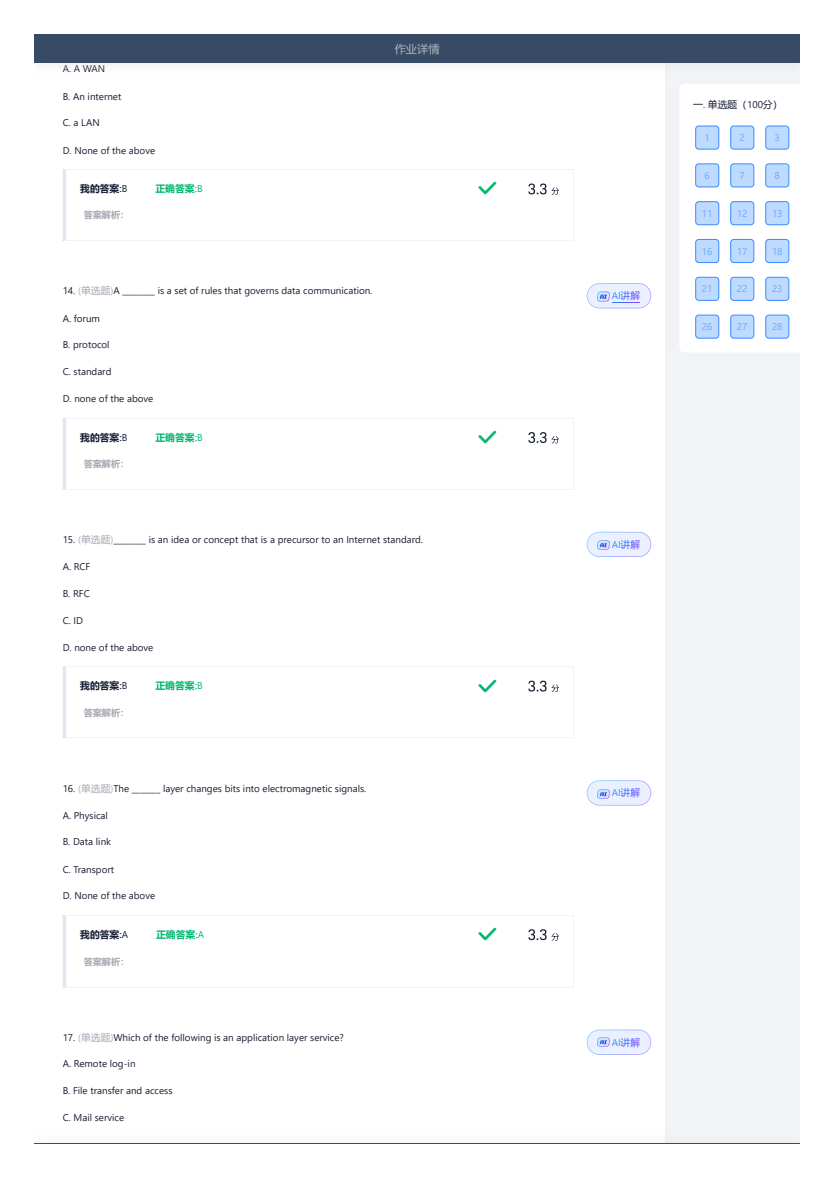 作业详情
A. A WAN
B. An internet
C. a LAN
D. None of the above
我的答案:B 正确答案:B 3.3 分
答案解析：
14. (单选题)A _______ is a set of rules that governs data communication.
AI讲解
A. forum
B. protocol
C. standard
D. none of the above
我的答案:B 正确答案:B 3.3 分
答案解析：
15. (单选题)_______ is an idea or concept that is a precursor to an Internet standard.
AI讲解
A. RCF
B. RFC
C. ID
D. none of the above
我的答案:B 正确答案:B 3.3 分
答案解析：
16. (单选题)The ______ layer changes bits into electromagnetic signals.
AI讲解
A. Physical
B. Data link
C. Transport
D. None of the above
我的答案:A 正确答案:A 3.3 分
答案解析：
17. (单选题)Which of the following is an application layer service?
AI讲解
A. Remote log-in
B. File transfer and access
C. Mail service
一. 单选题（100分）
1 2 3
6 7 8
11 12 13
16 17 18
21 22 23
26 27 28